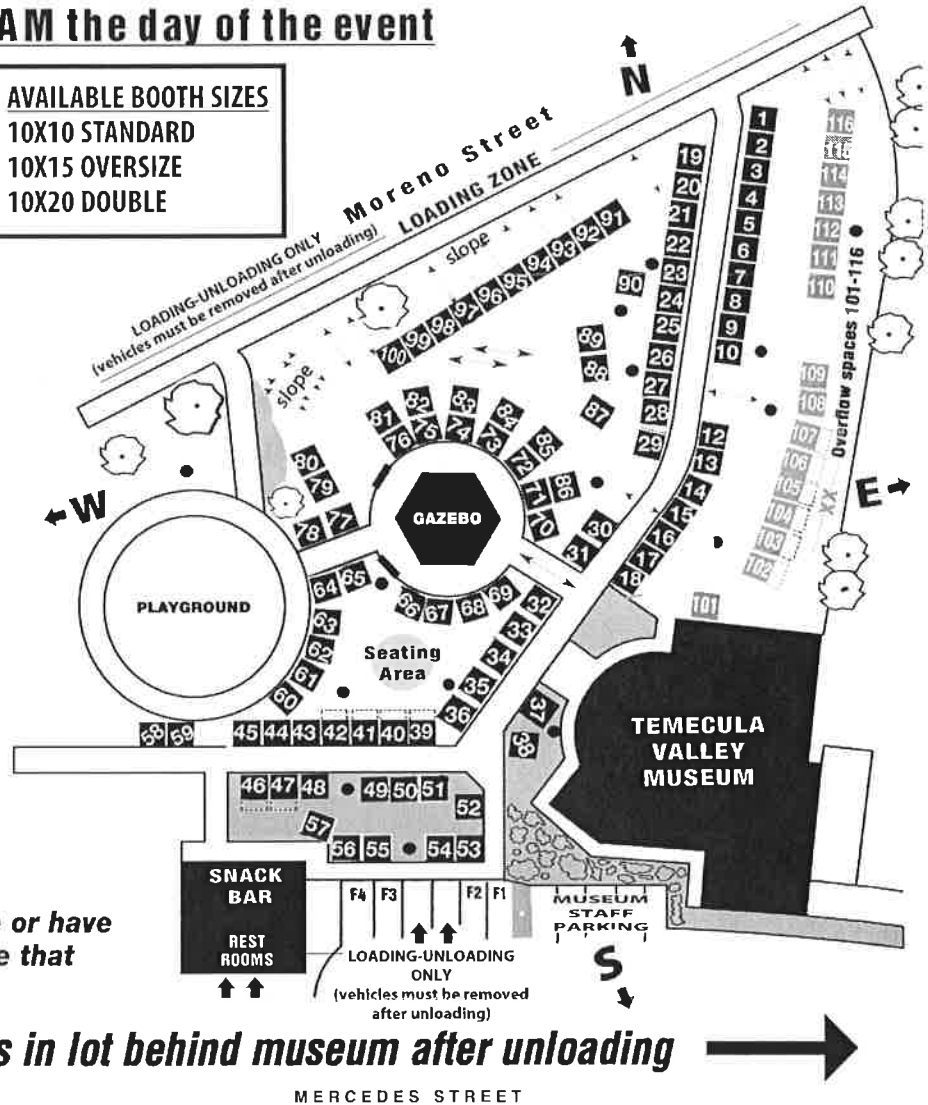 AM the day of the event
AVAILABLE BOOTH SIZES
10X10 STANDARD
10X15 OVERSIZE
10X20 DOUBLE
N
Moreno Street
LOADING ZONE
LOADING-UNLOADING ONLY
(vehicles must be removed after unloading)
slope
slope
1
2
3
4
5
6
7
8
9
10
12
13
14
15
16
17
18
19
20
21
22
23
24
25
26
27
28
29
30
31
116
115
114
113
112
111
110
109
108
107
106
105
104
103
102
101
XX
Overflow spaces 101-116
100 99 98 97 96 95 94 93 92 91
90
89
88
87
81 82 83 84 85 86
76 75 74 73 72 71 70
80
79
78 77
W
E
GAZEBO
PLAYGROUND
64 65
66 67 68 69
63
62
61
60
Seating
Area
32
33
34
35
36
37
38
58 59
45 44 43 42 41 40 39
46 47 48 49 50 51
52
57
56 55 54 53
TEMECULA
VALLEY
MUSEUM
SNACK
BAR
REST
ROOMS
F4 F3 F2 F1
MUSEUM
STAFF
PARKING
LOADING-UNLOADING
ONLY
(vehicles must be removed
after unloading)
S
or have
e that
s in lot behind museum after unloading
MERCEDES STREET